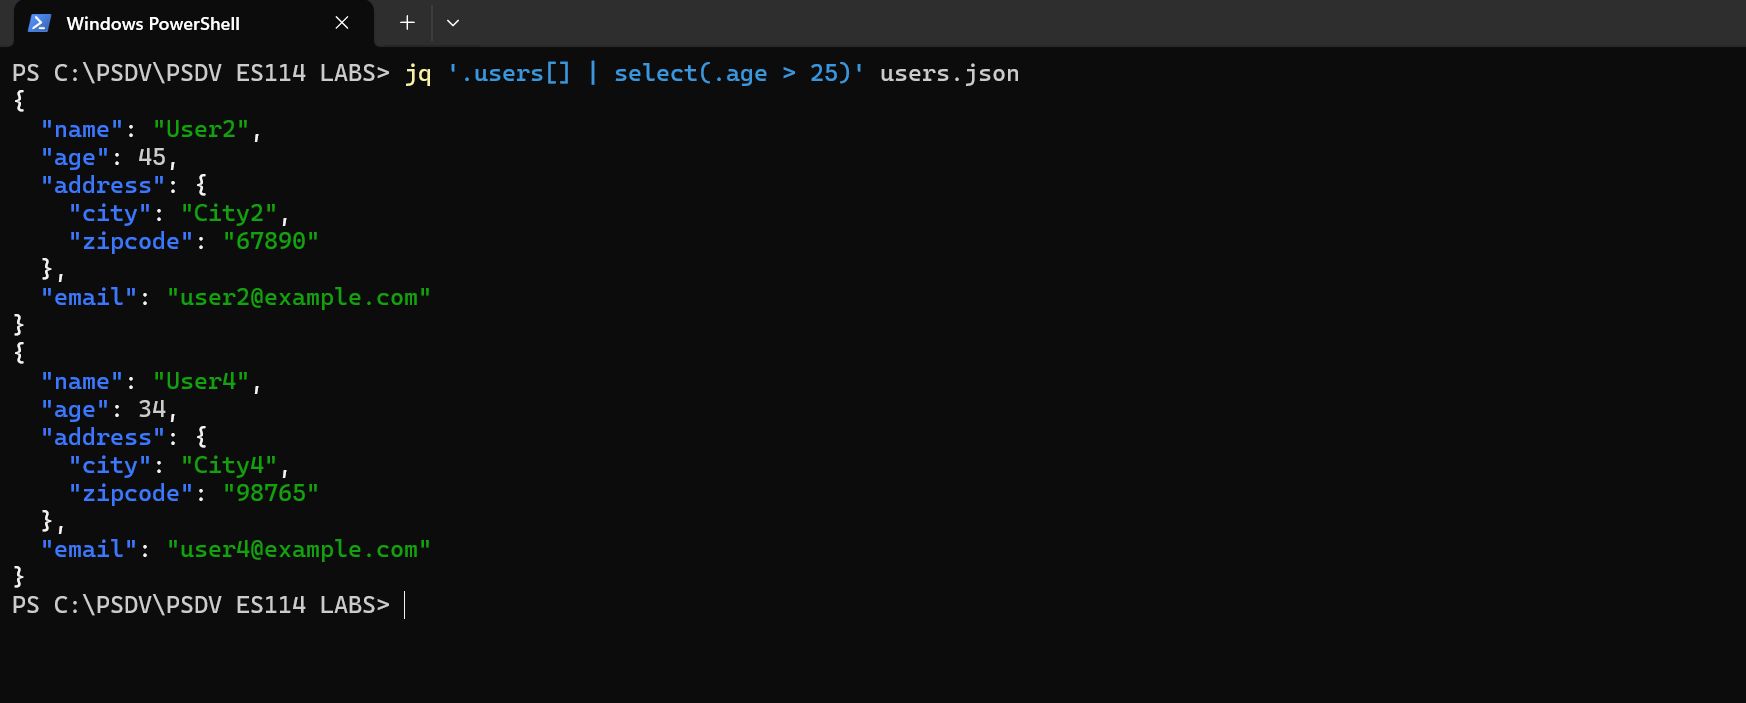 Windows PowerShell
PS C:\PSDV\PSDV ES114 LABS> jq '.users[] | select(.age > 25)' users.json
{
  "name": "User2",
  "age": 45,
  "address": {
    "city": "City2",
    "zipcode": "67890"
  },
  "email": "user2@example.com"
}
{
  "name": "User4",
  "age": 34,
  "address": {
    "city": "City4",
    "zipcode": "98765"
  },
  "email": "user4@example.com"
}
PS C:\PSDV\PSDV ES114 LABS>